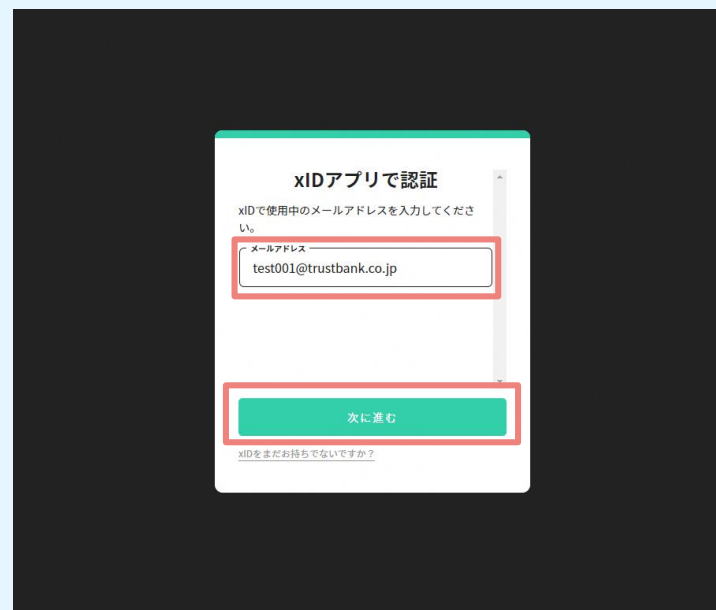 xIDアプリで認証
xIDで使用中のメールアドレスを入力してくださ
い。
メールアドレス
test001@trustbank.co.jp
次に進む
xIDをまだお持ちでないですか？